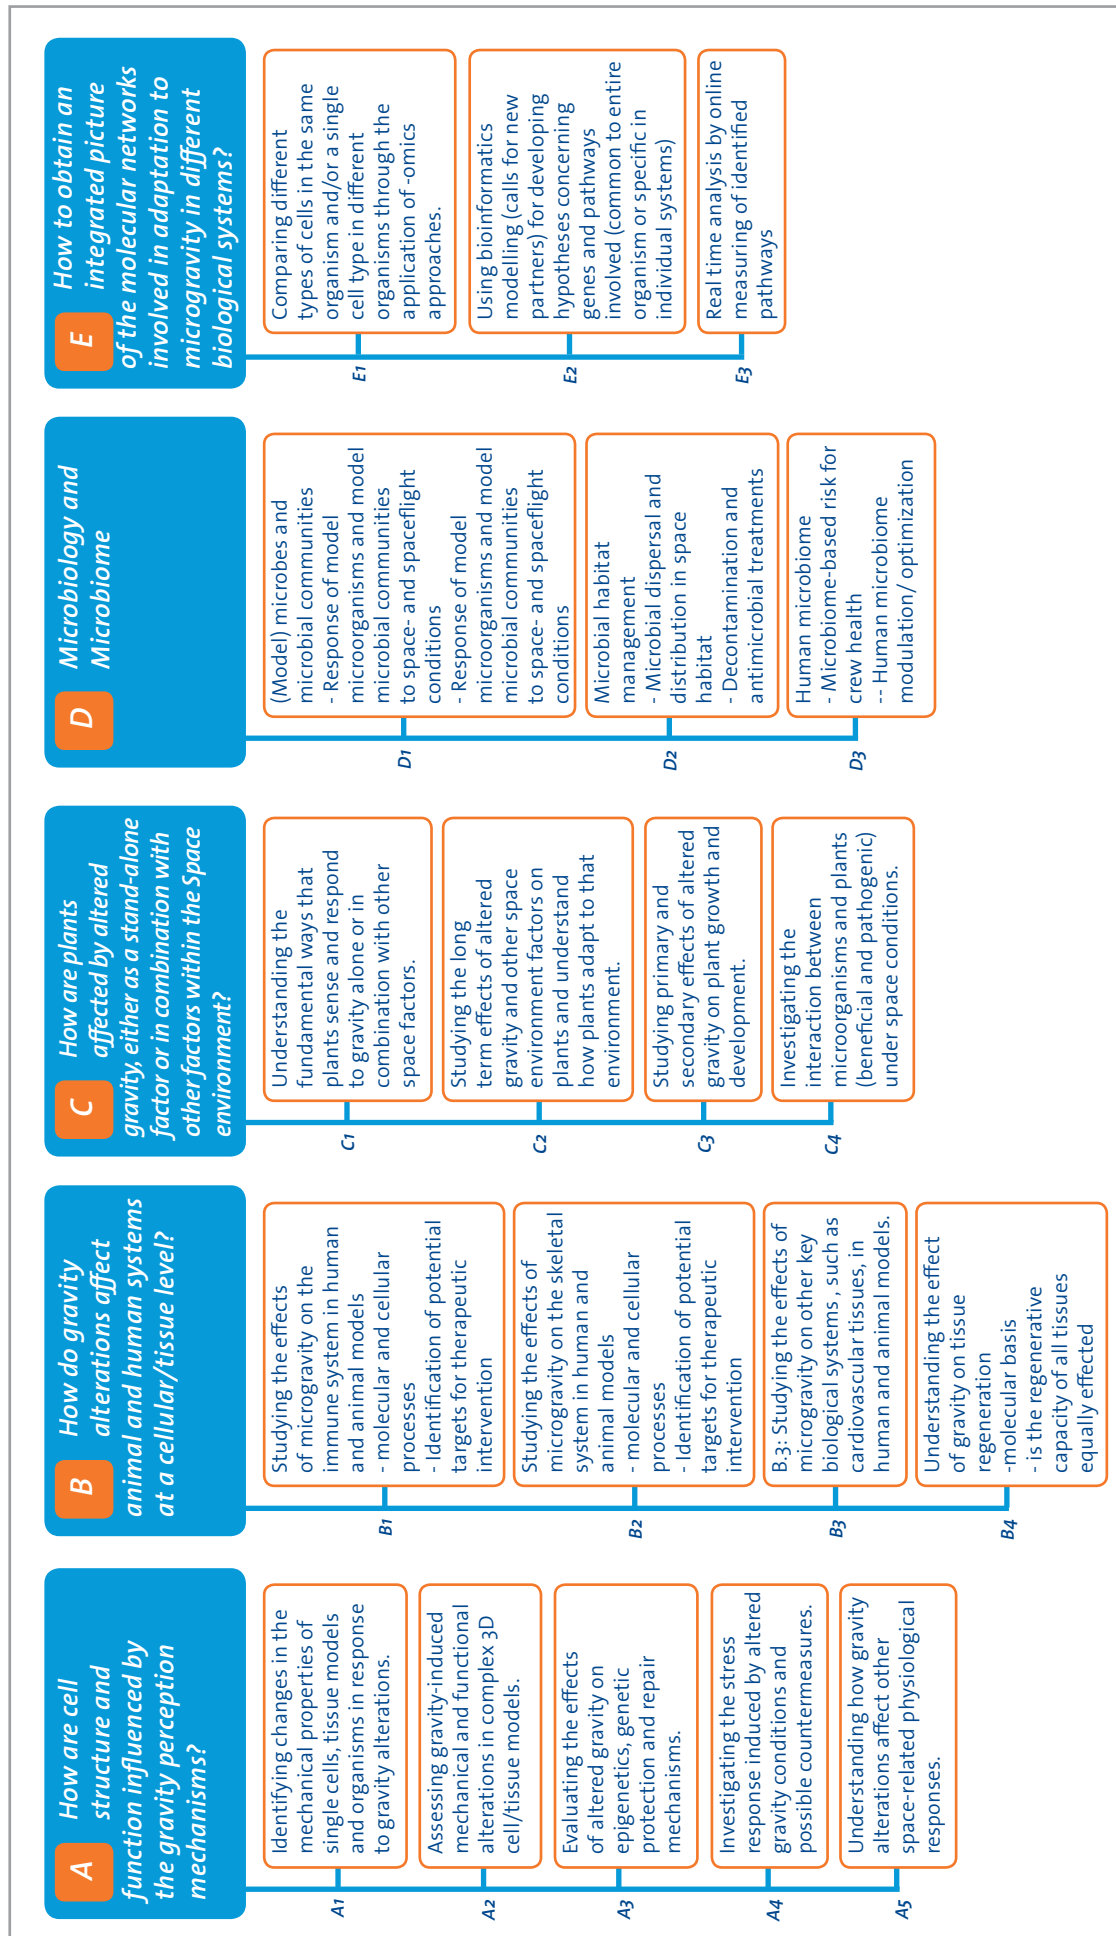 A
How are cell
structure and
function influenced by
the gravity perception
mechanisms?
A1
Identifying changes in the
mechanical properties of
single cells, tissue models
and organisms in response
to gravity alterations.
A2
Assessing gravity-induced
mechanical and functional
alterations in complex 3D
cell/tissue models.
A3
Evaluating the effects
of altered gravity on
epigenetics, genetic
protection and repair
mechanisms.
A4
Investigating the stress
response induced by altered
gravity conditions and
possible countermeasures.
A5
Understanding how gravity
alterations affect other
space-related physiological
responses.
B
How do gravity
alterations affect
animal and human systems
at a cellular/tissue level?
B1
Studying the effects
of microgravity on the
immune system in human
and animal models
- molecular and cellular
processes
- Identification of potential
targets for therapeutic
intervention
B2
Studying the effects of
microgravity on the skeletal
system in human and
animal models
- molecular and cellular
processes
- Identification of potential
targets for therapeutic
intervention
B3
B.3: Studying the effects of
microgravity on other key
biological systems , such as
cardiovascular tissues, in
human and animal models.
B4
Understanding the effect
of gravity on tissue
regeneration
-molecular basis
- is the regenerative
capacity of all tissues
equally effected
C
How are plants
affected by altered
gravity, either as a stand-alone
factor or in combination with
other factors within the Space
environment?
C1
Understanding the
fundamental ways that
plants sense and respond
to gravity alone or in
combination with other
space factors.
C2
Studying the long
term effects of altered
gravity and other space
environment factors on
plants and understand
how plants adapt to that
environment.
C3
Studying primary and
secondary effects of altered
gravity on plant growth and
development.
C4
Investigating the
interaction between
microorganisms and plants
(beneficial and pathogenic)
under space conditions.
D
Microbiology and
Microbiome
D1
(Model) microbes and
microbial communities
- Response of model
microorganisms and model
microbial communities
to space- and spaceflight
conditions
- Response of model
microorganisms and model
microbial communities
to space- and spaceflight
conditions
D2
Microbial habitat
management
- Microbial dispersal and
distribution in space
habitat
- Decontamination and
antimicrobial treatments
D3
Human microbiome
- Microbiome-based risk for
crew health
-- Human microbiome
modulation/ optimization
E
How to obtain an
integrated picture
of the molecular networks
involved in adaptation to
microgravity in different
biological systems?
E1
Comparing different
types of cells in the same
organism and/or a single
cell type in different
organisms through the
application of -omics
approaches.
E2
Using bioinformatics
modelling (calls for new
partners) for developing
hypotheses concerning
genes and pathways
involved (common to entire
organism or specific in
individual systems)
E3
Real time analysis by online
measuring of identified
pathways